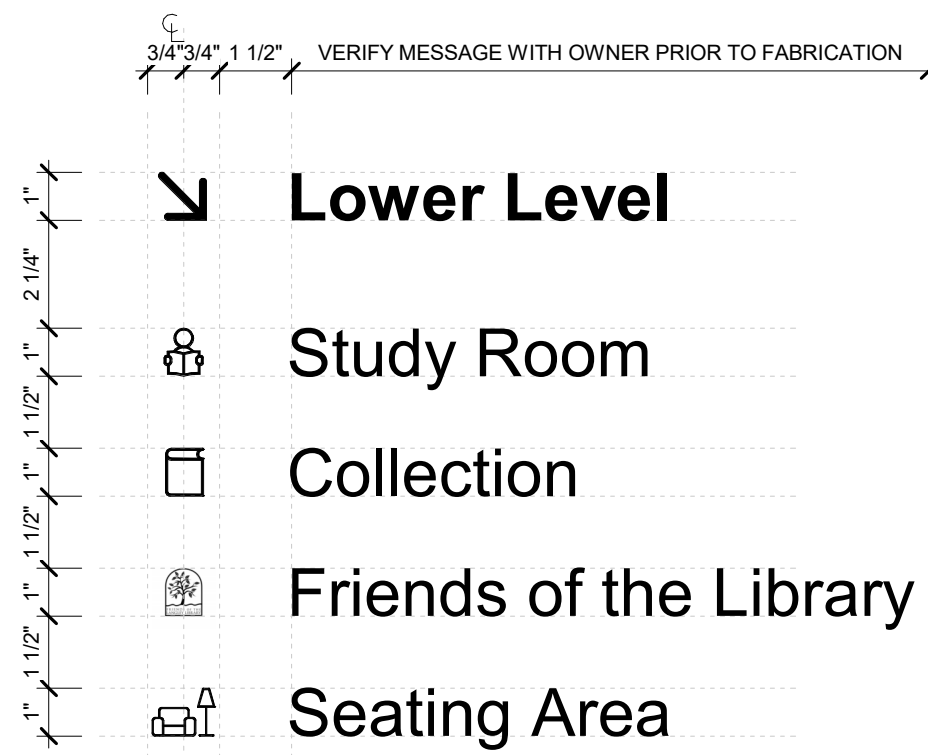 ℄
3/4" 3/4" 1 1/2" VERIFY MESSAGE WITH OWNER PRIOR TO FABRICATION
1" Lower Level
2 1/4"
1" Study Room
1 1/2"
1" Collection
1 1/2"
1" Friends of the Library
1 1/2"
1" Seating Area